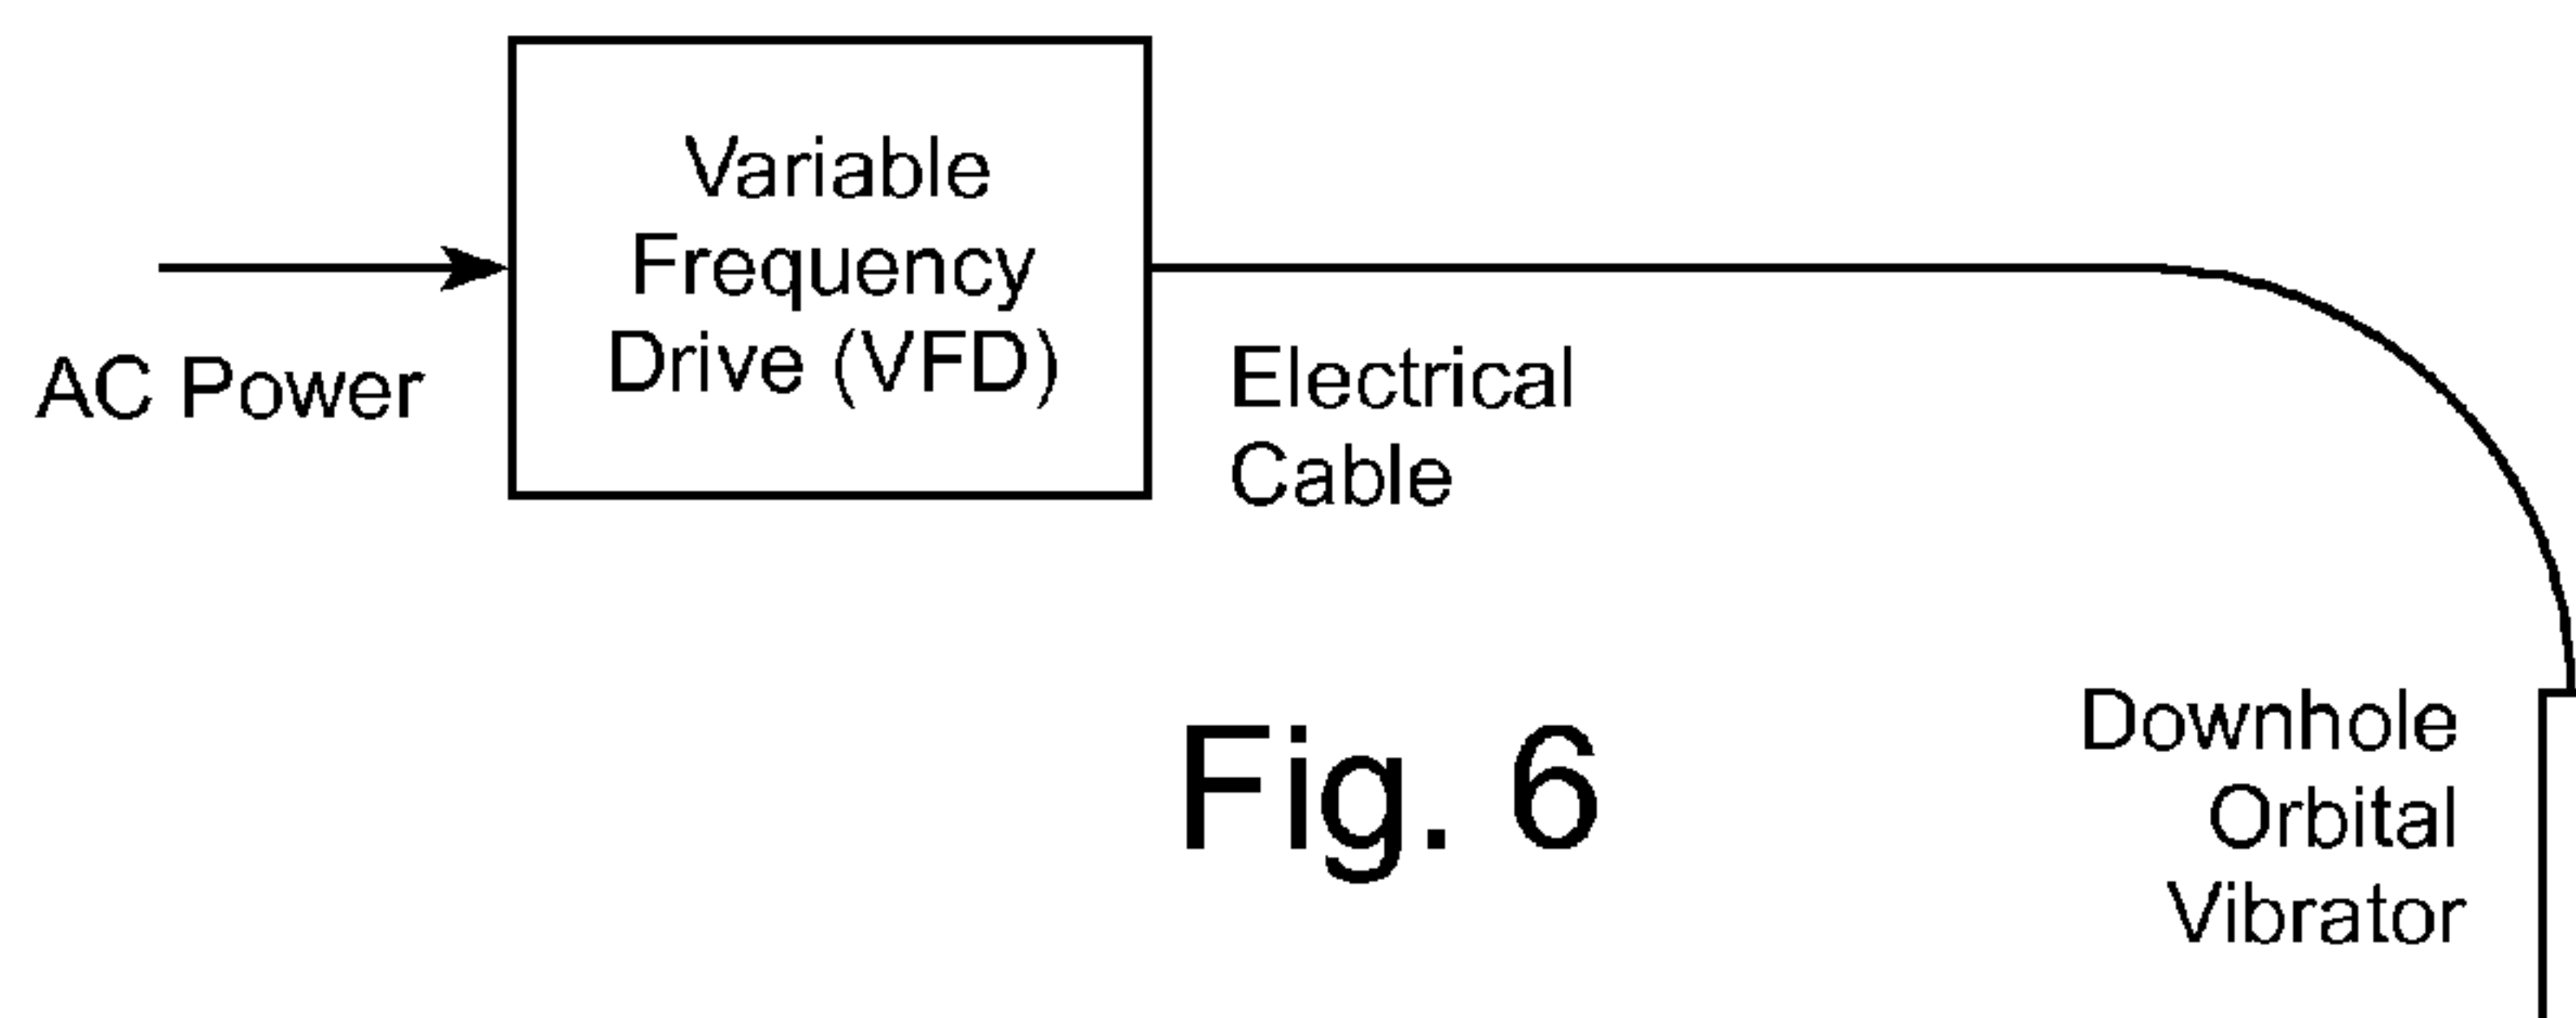 Variable
Frequency
Drive (VFD)
AC Power
Electrical
Cable
Fig. 6
Downhole
Orbital
Vibrator